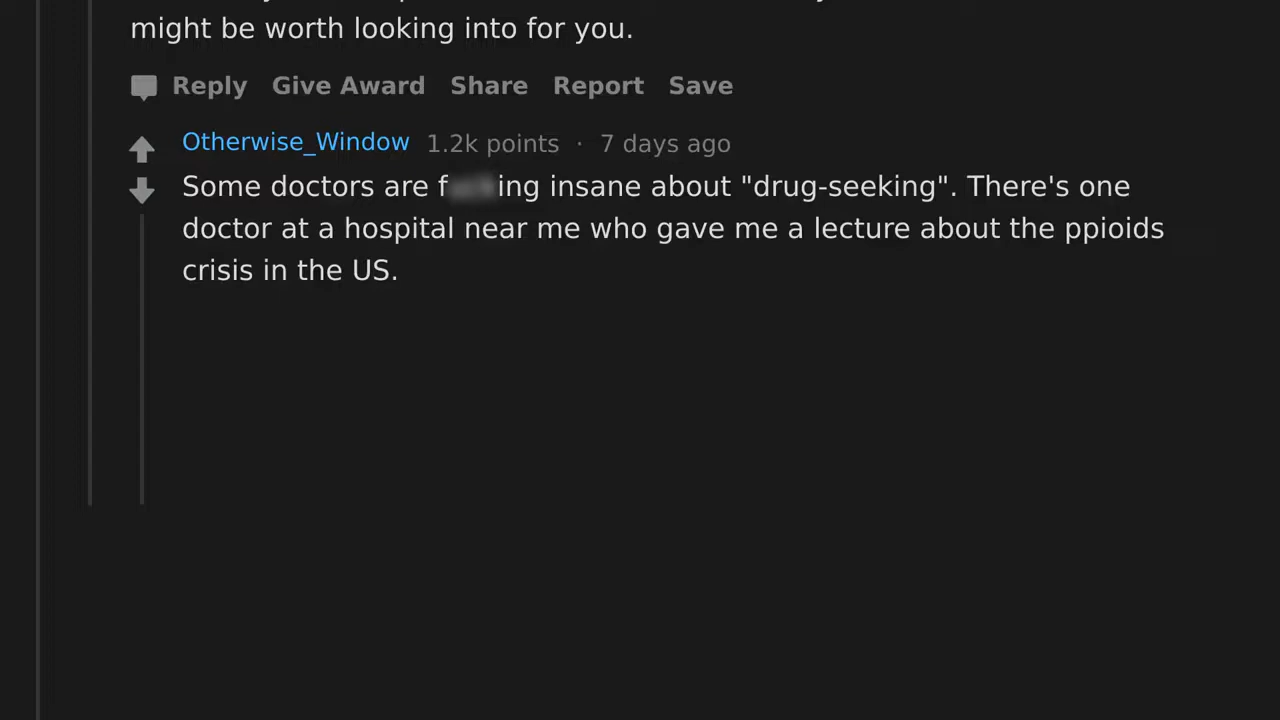 might be worth looking into for you.
Reply Give Award Share Report Save
Otherwise_Window 1.2k points · 7 days ago
Some doctors are f ing insane about "drug-seeking". There's one
doctor at a hospital near me who gave me a lecture about the ppioids
crisis in the US.